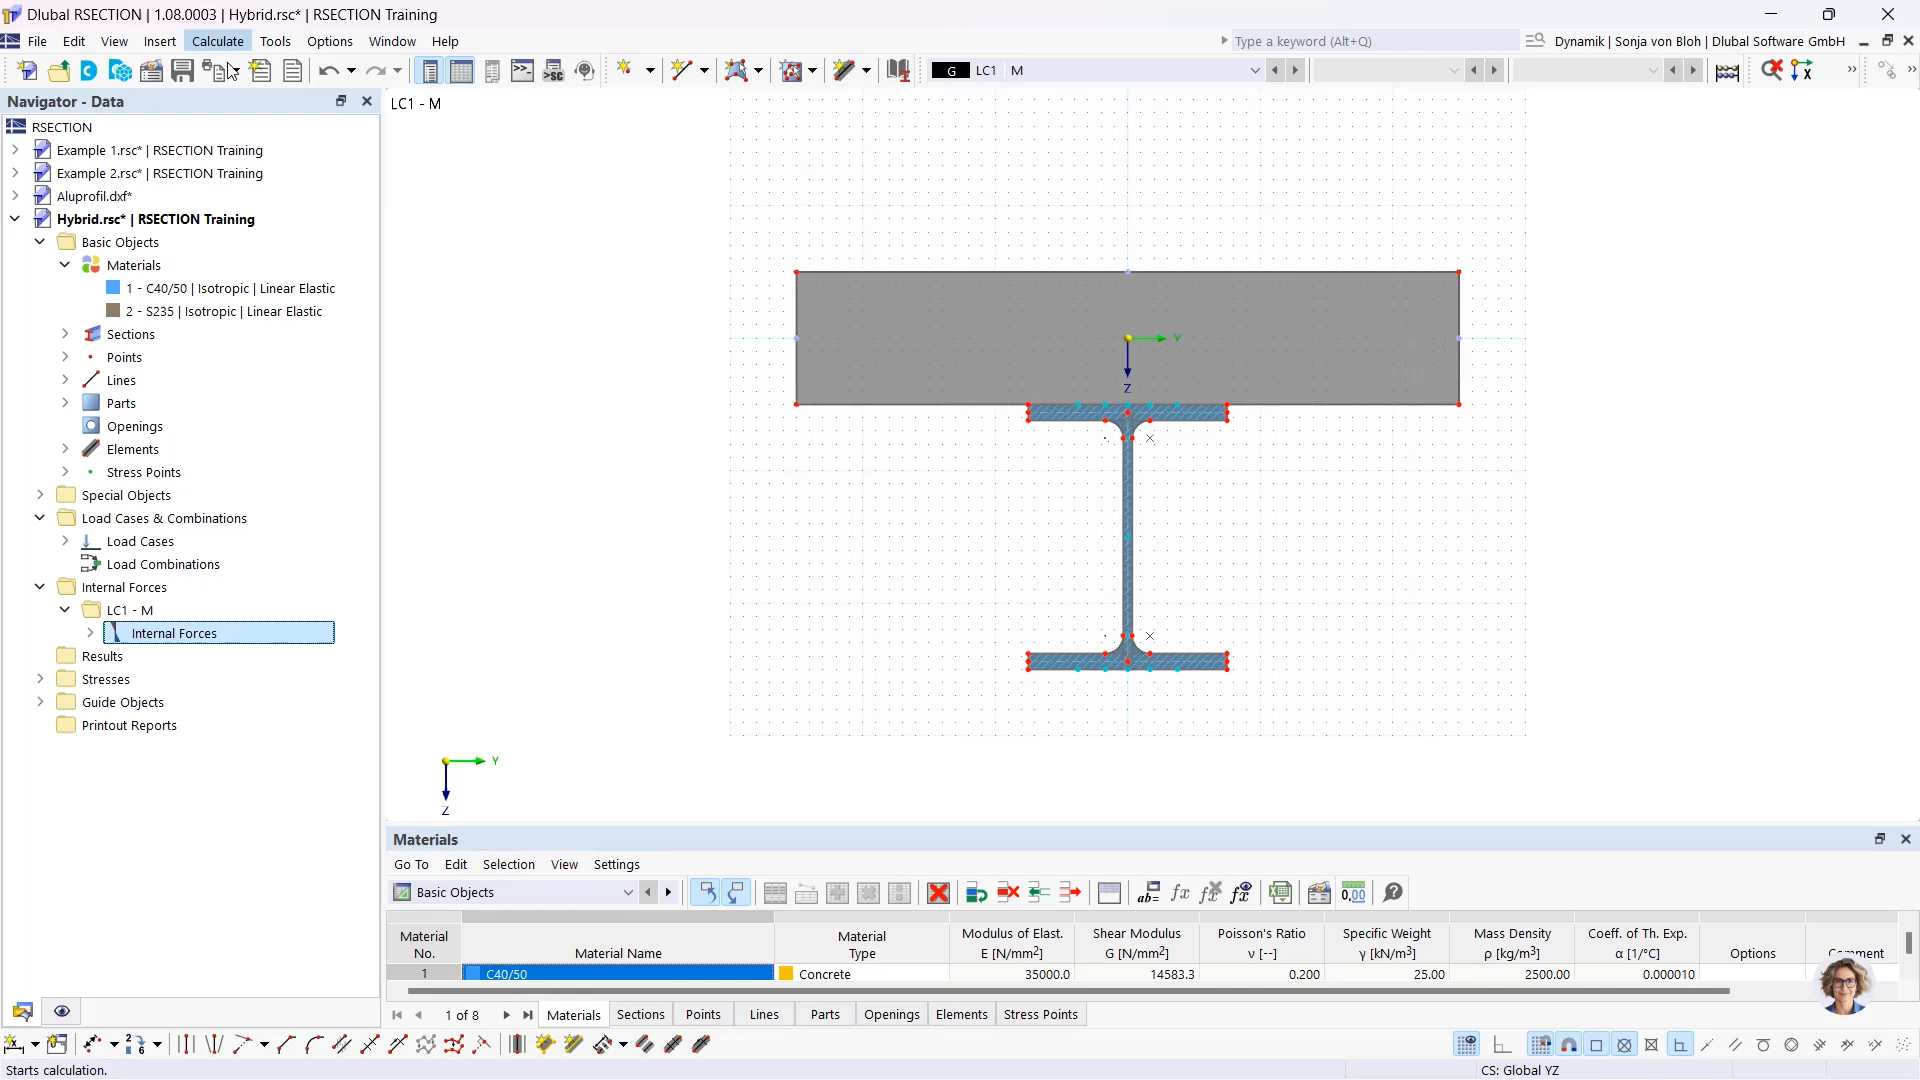 Dlubal RSECTION | 1.08.0003 | Hybrid.rsc* | RSECTION Training
File Edit View Insert Calculate Tools Options Window Help
Type a keyword (Alt+Q)
Dynamik | Sonja von Bloh | Dlubal Software GmbH
G LC1 M
Navigator - Data
RSECTION
Example 1.rsc* | RSECTION Training
Example 2.rsc* | RSECTION Training
Aluprofil.dxf*
Hybrid.rsc* | RSECTION Training
Basic Objects
Materials
1 - C40/50 | Isotropic | Linear Elastic
2 - S235 | Isotropic | Linear Elastic
Sections
Points
Lines
Parts
Openings
Elements
Stress Points
Special Objects
Load Cases & Combinations
Load Cases
Load Combinations
Internal Forces
LC1 - M
Internal Forces
Results
Stresses
Guide Objects
Printout Reports
LC1 - M
Y
Z
Y
Z
Materials
Go To Edit Selection View Settings
Basic Objects
Material No.
Material Name
Material Type
Modulus of Elast. E [N/mm²]
Shear Modulus G [N/mm²]
Poisson's Ratio ν [--]
Specific Weight γ [kN/m³]
Mass Density ρ [kg/m³]
Coeff. of Th. Exp. α [1/°C]
Options
1 C40/50 Concrete 35000.0 14583.3 0.200 25.00 2500.00 0.000010
1 of 8 Materials Sections Points Lines Parts Openings Elements Stress Points
Starts calculation.
CS: Global YZ